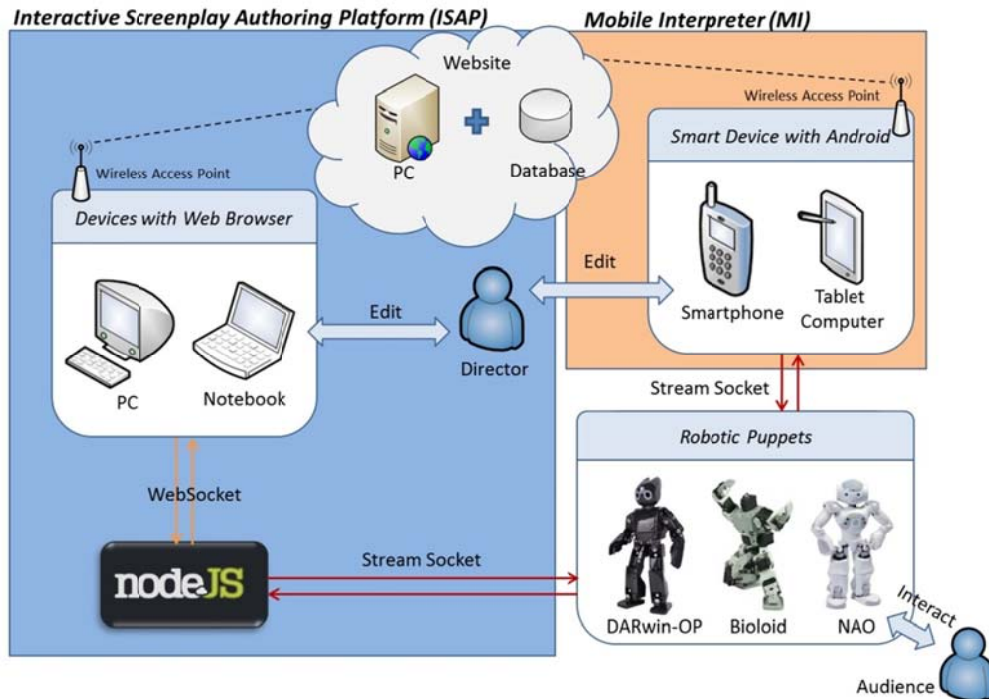 Interactive Screenplay Authoring Platform (ISAP)
Mobile Interpreter (MI)
Website
PC
Database
Wireless Access Point
Wireless Access Point
Devices with Web Browser
PC
Notebook
Edit
Director
Edit
Smart Device with Android
Smartphone
Tablet
Computer
Stream Socket
WebSocket
nodeJS
Stream Socket
Robotic Puppets
DARwin-OP
Bioloid
NAO
Interact
Audience